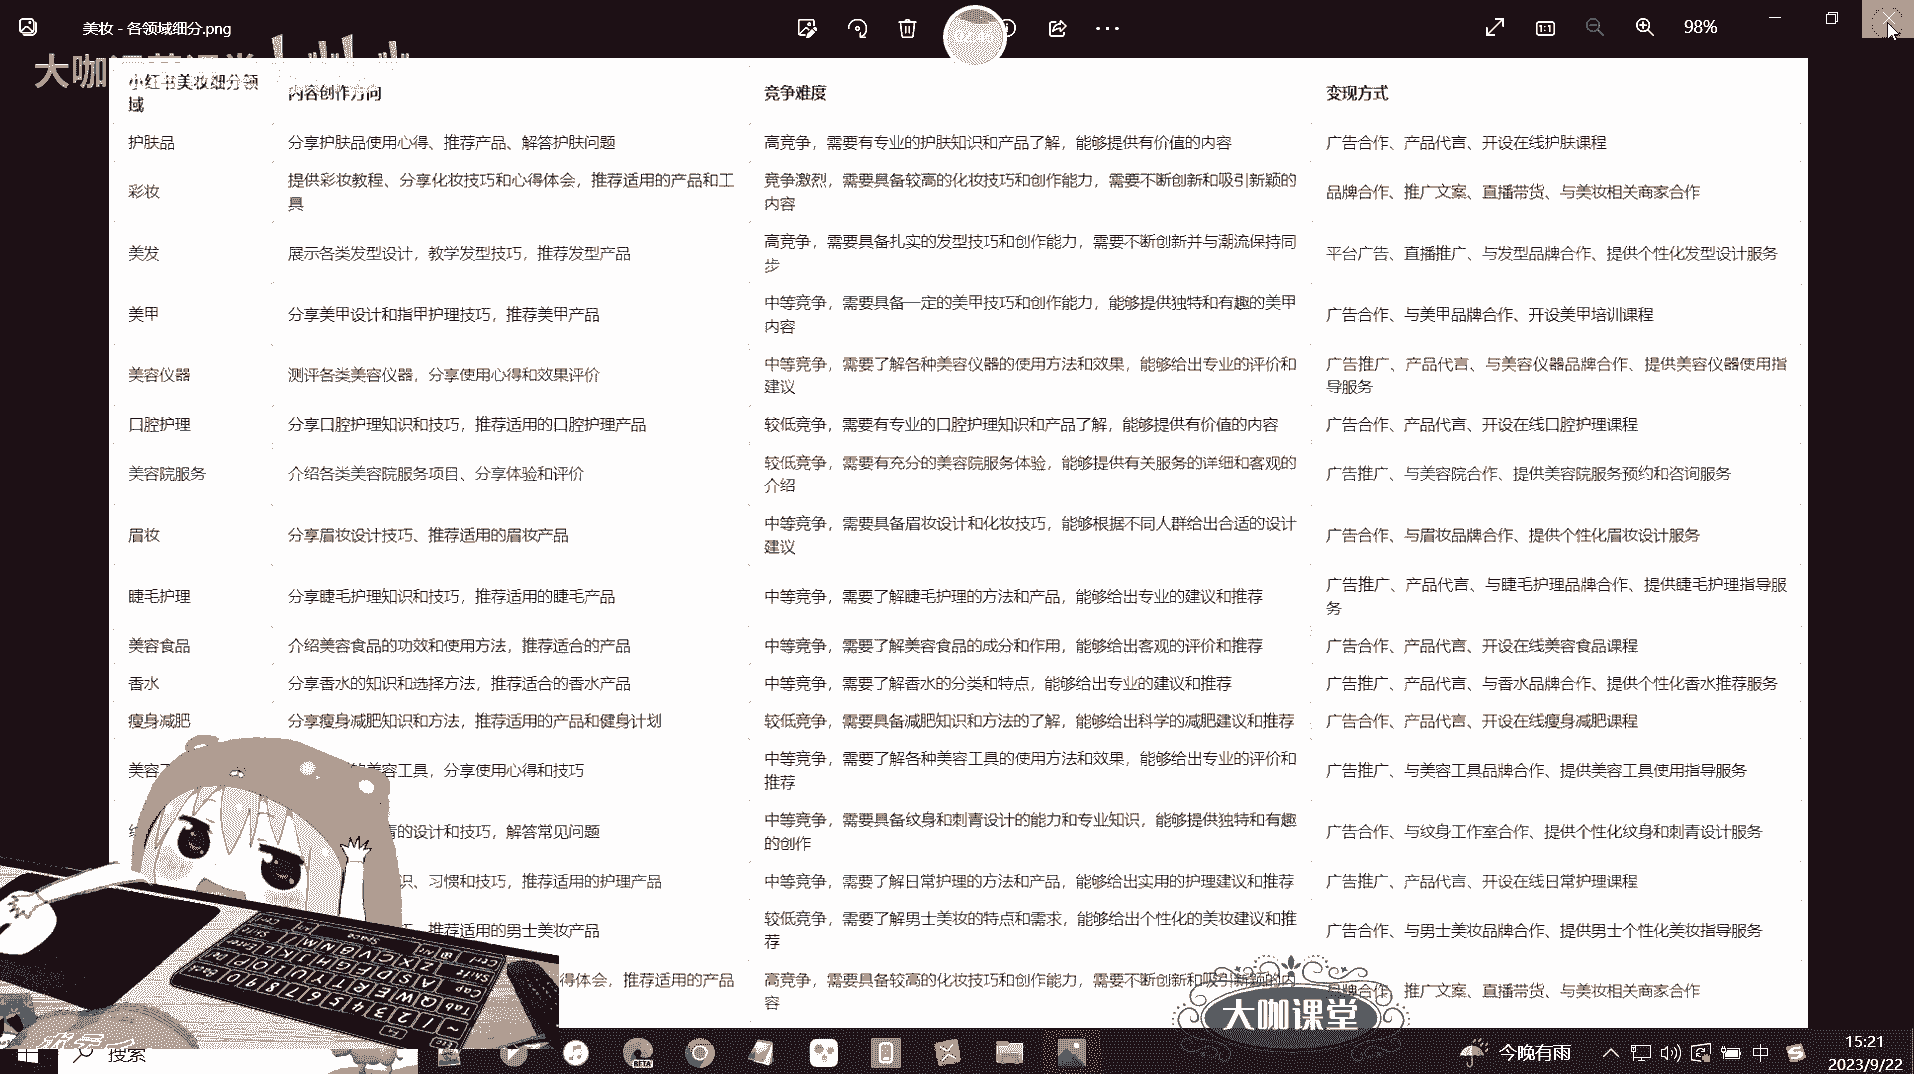 美妆 - 各领域细分.png
98%
大咖
小红书美妆细分领
域
内容创作方向
竞争难度
变现方式
护肤品
分享护肤品使用心得、推荐产品、解答护肤问题
高竞争，需要有专业的护肤知识和产品了解，能够提供有价值的内容
广告合作、产品代言、开设在线护肤课程
彩妆
提供彩妆教程、分享化妆技巧和心得体会，推荐适用的产品和工
具
竞争激烈，需要具备较高的化妆技巧和创作能力，需要不断创新和吸引新颖的
内容
品牌合作、推广文案、直播带货、与美妆相关商家合作
美发
展示各类发型设计，教学发型技巧，推荐发型产品
高竞争，需要具备扎实的发型技巧和创作能力，需要不断创新并与潮流保持同
步
平台广告、直播推广、与发型品牌合作、提供个性化发型设计服务
美甲
分享美甲设计和指甲护理技巧，推荐美甲产品
中等竞争，需要具备一定的美甲技巧和创作能力，能够提供独特和有趣的美甲
内容
广告合作、与美甲品牌合作、开设美甲培训课程
美容仪器
测评各类美容仪器，分享使用心得和效果评价
中等竞争，需要了解各种美容仪器的使用方法和效果，能够给出专业的评价和
建议
广告推广、产品代言、与美容仪器品牌合作、提供美容仪器使用指
导服务
口腔护理
分享口腔护理知识和技巧，推荐适用的口腔护理产品
较低竞争，需要有专业的口腔护理知识和产品了解，能够提供有价值的内容
广告合作、产品代言、开设在线口腔护理课程
美容院服务
介绍各类美容院服务项目、分享体验和评价
较低竞争，需要有充分的美容院服务体验，能够提供有关服务的详细和客观的
介绍
广告推广、与美容院合作、提供美容院服务预约和咨询服务
眉妆
分享眉妆设计技巧、推荐适用的眉妆产品
中等竞争，需要具备眉妆设计和化妆技巧，能够根据不同人群给出合适的设计
建议
广告合作、与眉妆品牌合作、提供个性化眉妆设计服务
睫毛护理
分享睫毛护理知识和技巧，推荐适用的睫毛产品
中等竞争，需要了解睫毛护理的方法和产品，能够给出专业的建议和推荐
广告推广、产品代言、与睫毛护理品牌合作、提供睫毛护理指导服
务
美容食品
介绍美容食品的功效和使用方法，推荐适合的产品
中等竞争，需要了解美容食品的成分和作用，能够给出客观的评价和推荐
广告合作、产品代言、开设在线美容食品课程
香水
分享香水的知识和选择方法，推荐适合的香水产品
中等竞争，需要了解香水的分类和特点，能够给出专业的建议和推荐
广告推广、产品代言、与香水品牌合作、提供个性化香水推荐服务
瘦身减肥
分享瘦身减肥知识和方法，推荐适用的产品和健身计划
较低竞争，需要具备减肥知识和方法的了解，能够给出科学的减肥建议和推荐
广告合作、产品代言、开设在线瘦身减肥课程
美容
美容工具，分享使用心得和技巧
中等竞争，需要了解各种美容工具的使用方法和效果，能够给出专业的评价和
推荐
广告推广、与美容工具品牌合作、提供美容工具使用指导服务
的设计和技巧，解答常见问题
中等竞争，需要具备纹身和刺青设计的能力和专业知识，能够提供独特和有趣
的创作
广告合作、与纹身工作室合作、提供个性化纹身和刺青设计服务
识、习惯和技巧，推荐适用的护理产品
中等竞争，需要了解日常护理的方法和产品，能够给出实用的护理建议和推荐
广告推广、产品代言、开设在线日常护理课程
推荐适用的男士美妆产品
较低竞争，需要了解男士美妆的特点和需求，能够给出个性化的美妆建议和推
荐
广告合作、与男士美妆品牌合作、提供男士个性化美妆指导服务
得体会，推荐适用的产品
高竞争，需要具备较高的化妆技巧和创作能力，需要不断创新和吸引新颖的内
容
品牌合作、推广文案、直播带货、与美妆相关商家合作
大咖课堂
搜索
BETA
今晚有雨
中
15:21
2023/9/22